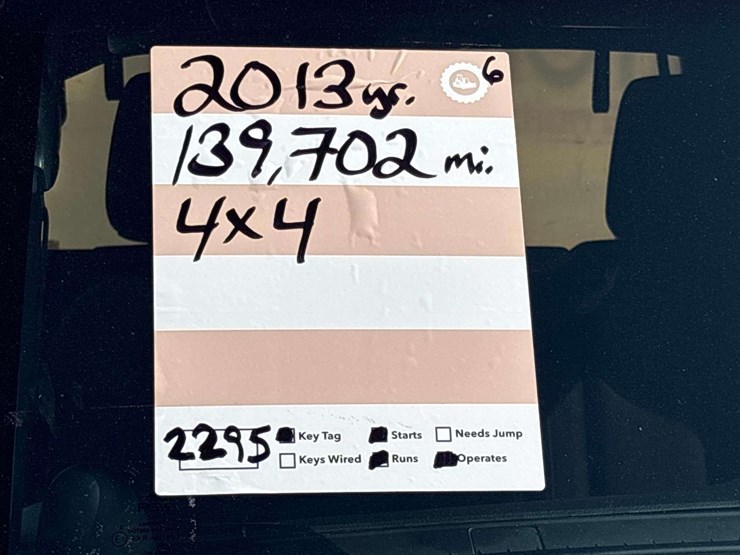 2013 yr. 6
139,702 mi.
4x4
2295 Key Tag Starts Needs Jump
Keys Wired Runs Operates